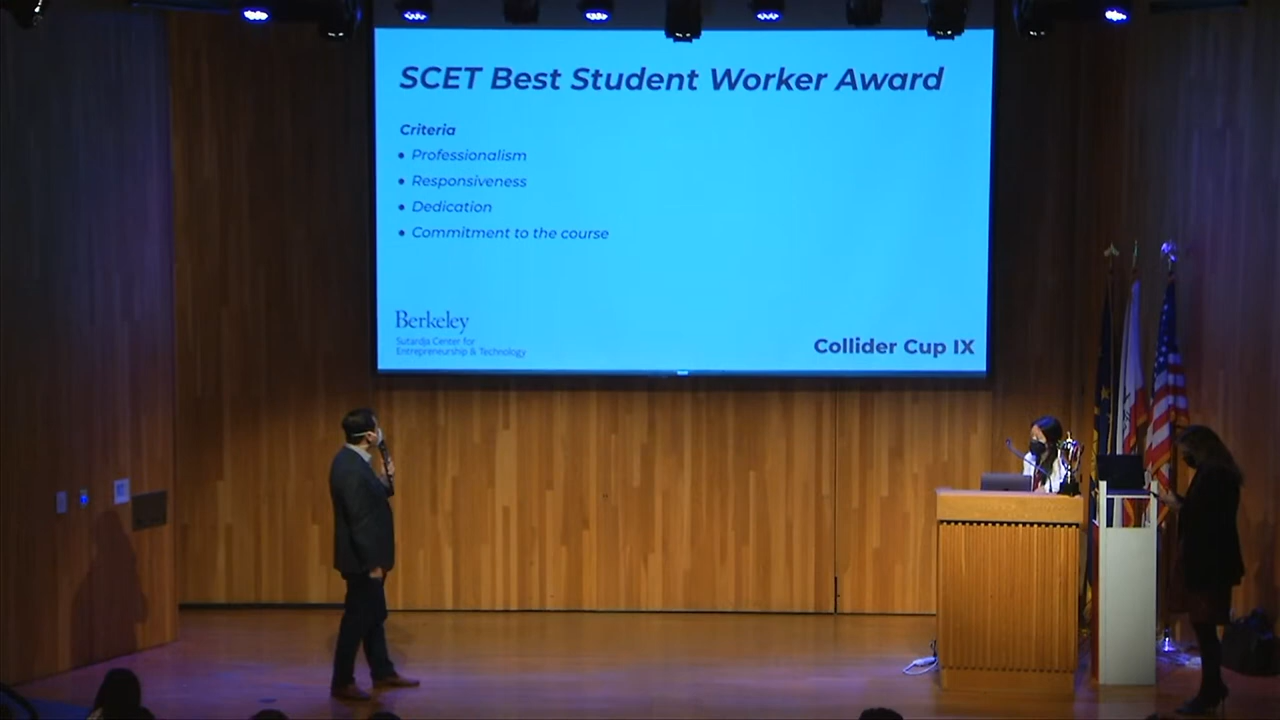 SCET Best Student Worker Award
Criteria
• Professionalism
• Responsiveness
• Dedication
• Commitment to the course
Berkeley
Sutardja Center for
Entrepreneurship & Technology
Collider Cup IX